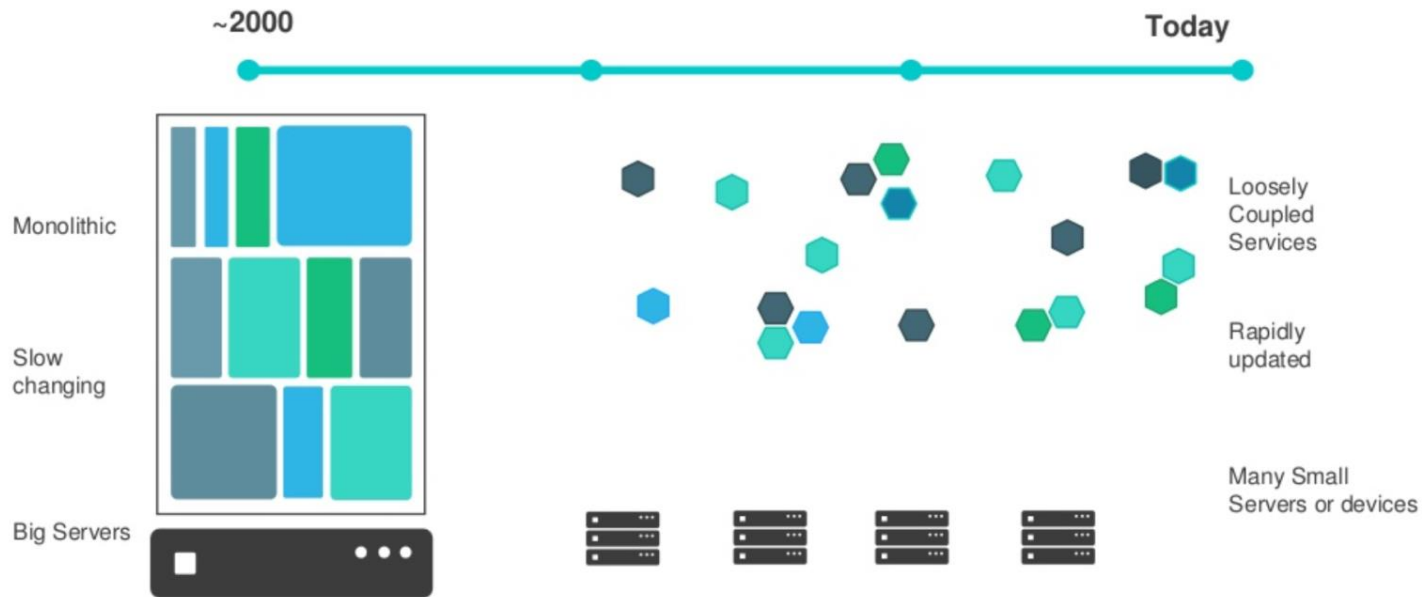 ~2000
Today
Monolithic
Slow
changing
Big Servers
Loosely
Coupled
Services
Rapidly
updated
Many Small
Servers or devices